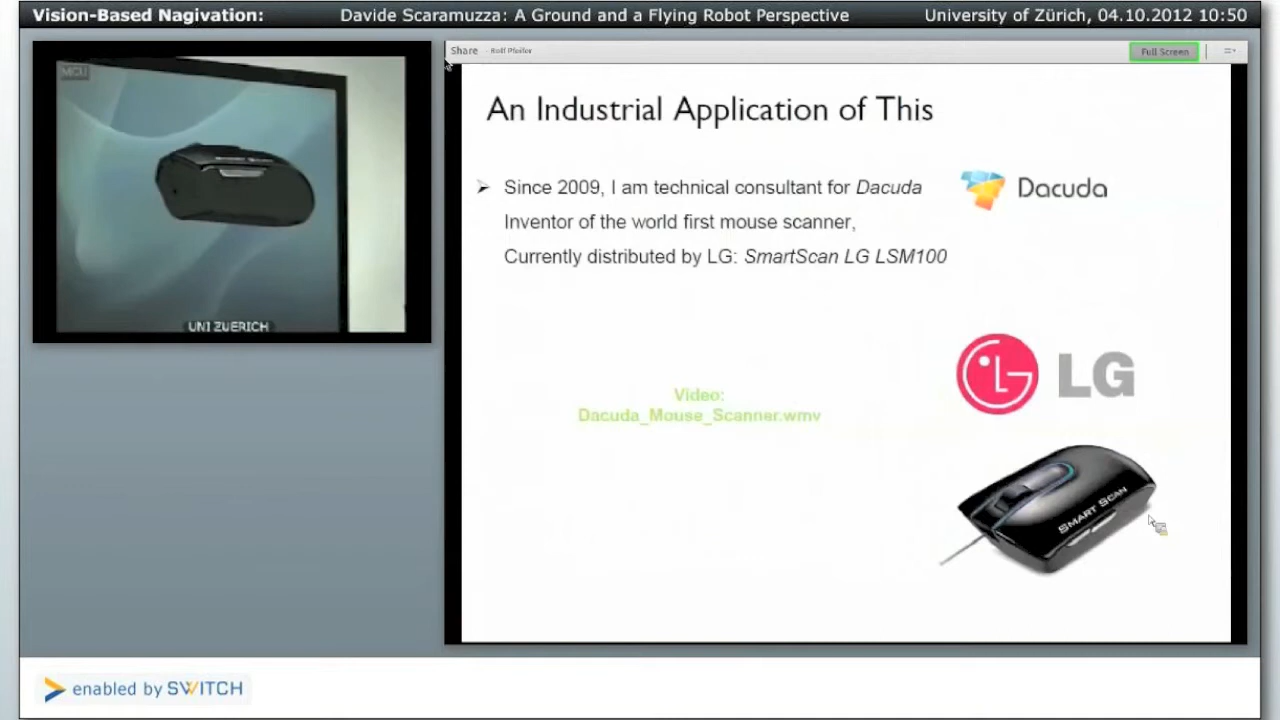 Vision-Based Nagivation: Davide Scaramuzza: A Ground and a Flying Robot Perspective University of Zürich, 04.10.2012 10:50
MCU
UNI ZUERICH
Share - Rolf Pfeifer Full Screen
An Industrial Application of This
➢ Since 2009, I am technical consultant for Dacuda
Inventor of the world first mouse scanner,
Currently distributed by LG: SmartScan LG LSM100
Dacuda
LG
Video:
Dacuda_Mouse_Scanner.wmv
SMART SCAN
enabled by SWITCH